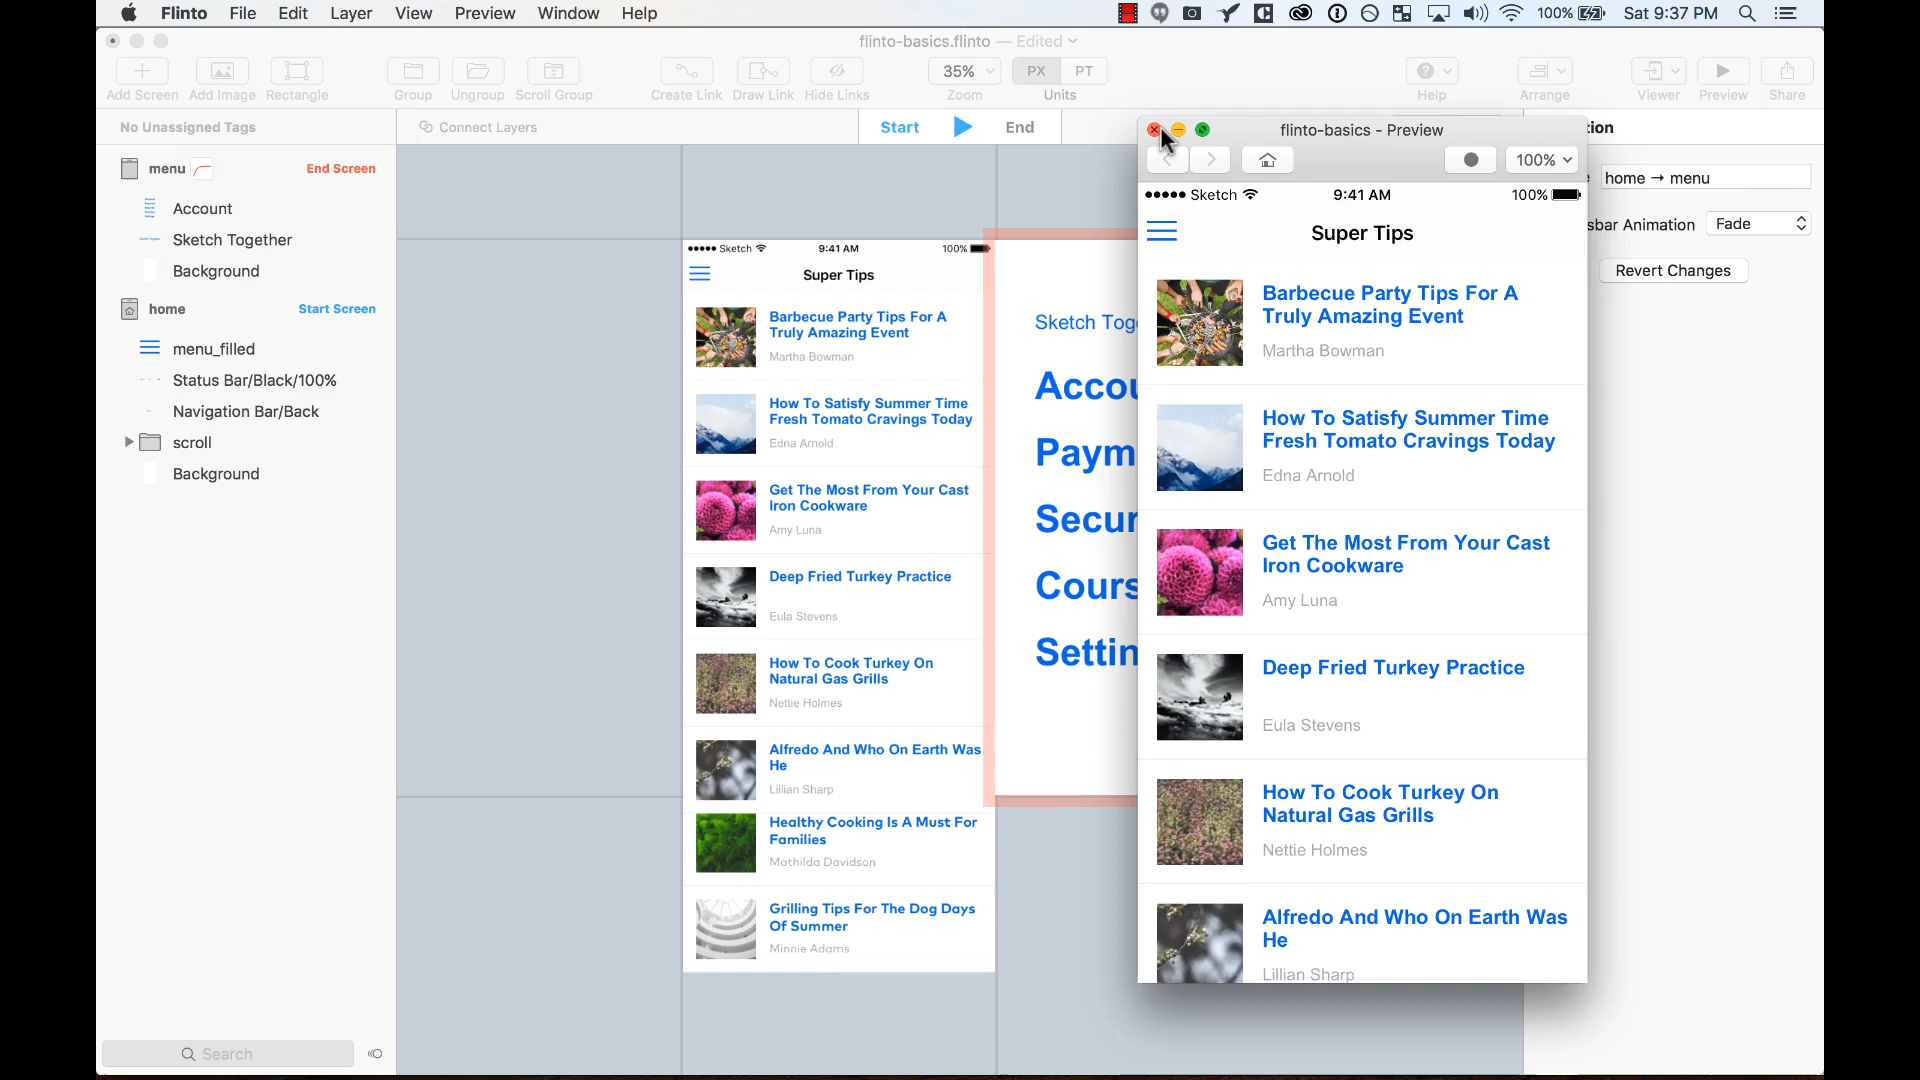 Flinto File Edit Layer View Preview Window Help
100% Sat 9:37 PM
flinto-basics.flinto — Edited
Add Screen Add Image Rectangle Group Ungroup Scroll Group Create Link Draw Link Hide Links 35% Zoom PX PT Units Help Arrange Viewer Preview Share
No Unassigned Tags
Connect Layers
Start End
menu End Screen
Account
Sketch Together
Background
home Start Screen
menu_filled
Status Bar/Black/100%
Navigation Bar/Back
scroll
Background
Search
Sketch 9:41 AM 100%
Super Tips
Barbecue Party Tips For A
Truly Amazing Event
Martha Bowman
How To Satisfy Summer Time
Fresh Tomato Cravings Today
Edna Arnold
Get The Most From Your Cast
Iron Cookware
Amy Luna
Deep Fried Turkey Practice
Eula Stevens
How To Cook Turkey On
Natural Gas Grills
Nettie Holmes
Alfredo And Who On Earth Was
He
Lillian Sharp
Healthy Cooking Is A Must For
Families
Mathilda Davidson
Grilling Tips For The Dog Days
Of Summer
Minnie Adams
Sketch Tog
Accou
Paym
Secur
Cours
Settin
flinto-basics - Preview
100%
Sketch 9:41 AM 100%
Super Tips
Barbecue Party Tips For A
Truly Amazing Event
Martha Bowman
How To Satisfy Summer Time
Fresh Tomato Cravings Today
Edna Arnold
Get The Most From Your Cast
Iron Cookware
Amy Luna
Deep Fried Turkey Practice
Eula Stevens
How To Cook Turkey On
Natural Gas Grills
Nettie Holmes
Alfredo And Who On Earth Was
He
Lillian Sharp
tion
home → menu
sbar Animation Fade
Revert Changes